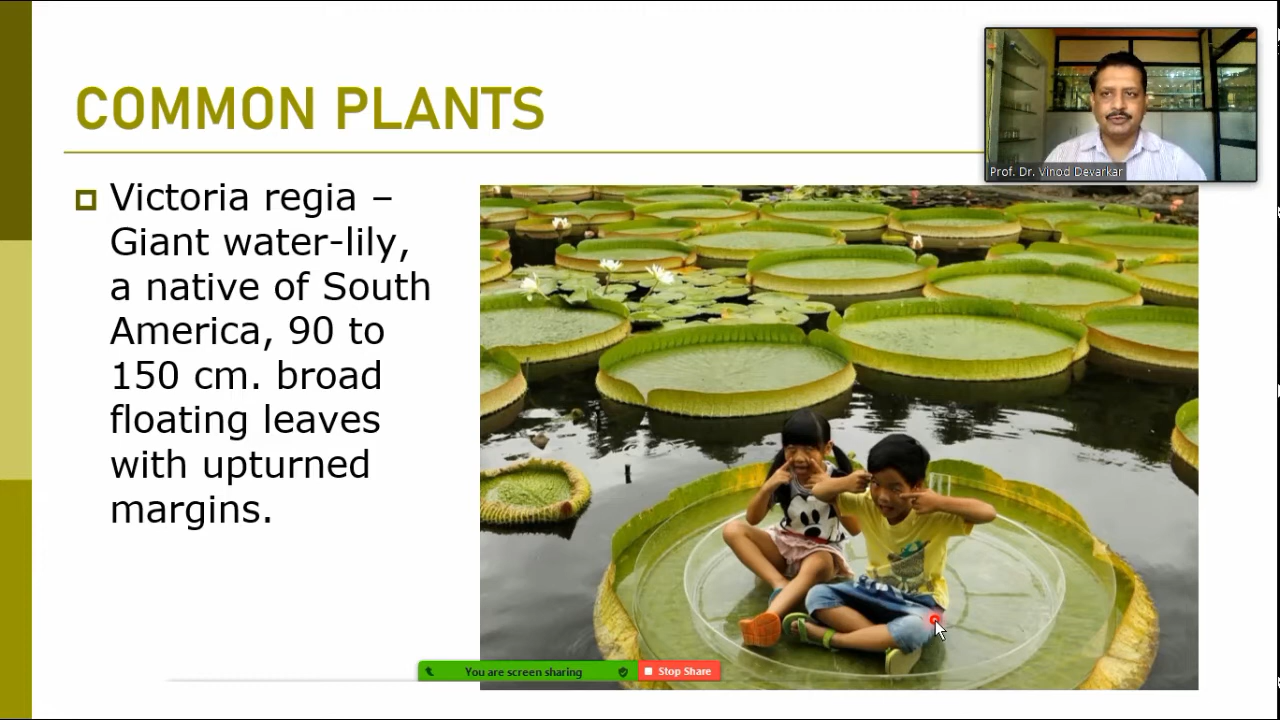 COMMON PLANTS
Prof. Dr. Vinod Devarkar
Victoria regia –
Giant water-lily,
a native of South
America, 90 to
150 cm. broad
floating leaves
with upturned
margins.
You are screen sharing
Stop Share